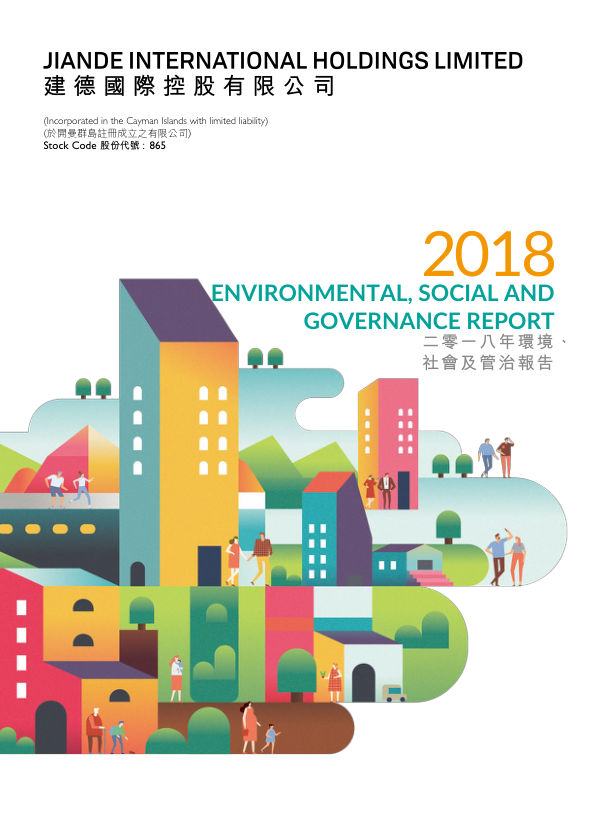 JIANDE INTERNATIONAL HOLDINGS LIMITED
建德國際控股有限公司
(Incorporated in the Cayman Islands with limited liability)
(於開曼群島註冊成立之有限公司)
Stock Code 股份代號 : 865
2018
ENVIRONMENTAL, SOCIAL AND
GOVERNANCE REPORT
二零一八年環境、
社會及管治報告